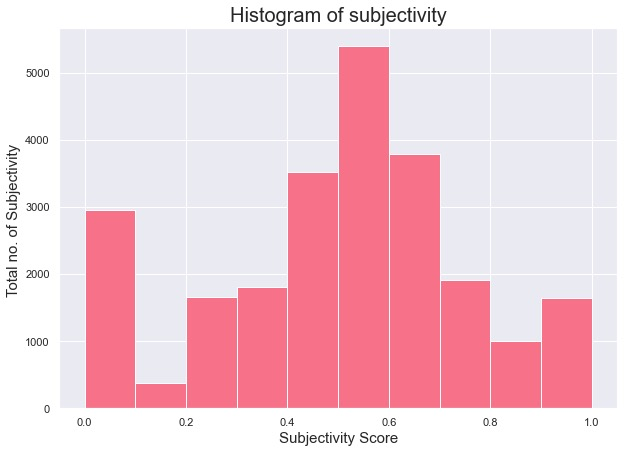 Histogram of subjectivity
Total no. of Subjectivity
5000
4000
3000
2000
1000
0
0.0 0.2 0.4 0.6 0.8 1.0
Subjectivity Score